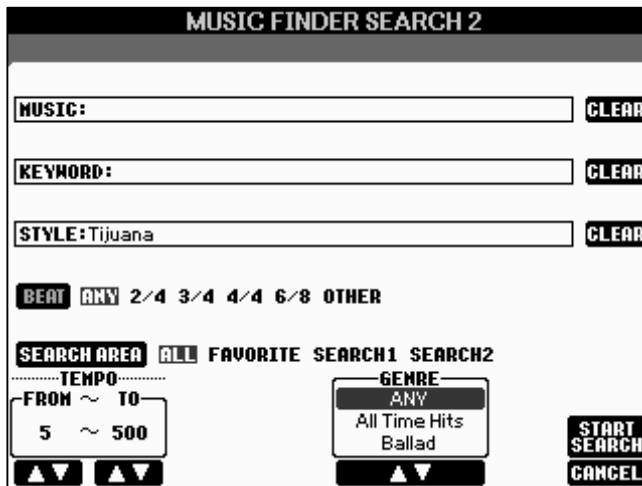 MUSIC FINDER SEARCH 2
MUSIC:
CLEAR
KEYWORD:
CLEAR
STYLE:Tijuana
CLEAR
BEAT ANY 2/4 3/4 4/4 6/8 OTHER
SEARCH AREA ALL FAVORITE SEARCH1 SEARCH2
TEMPO
FROM ~ TO
5 ~ 500
GENRE
ANY
All Time Hits
Ballad
START
SEARCH
CANCEL